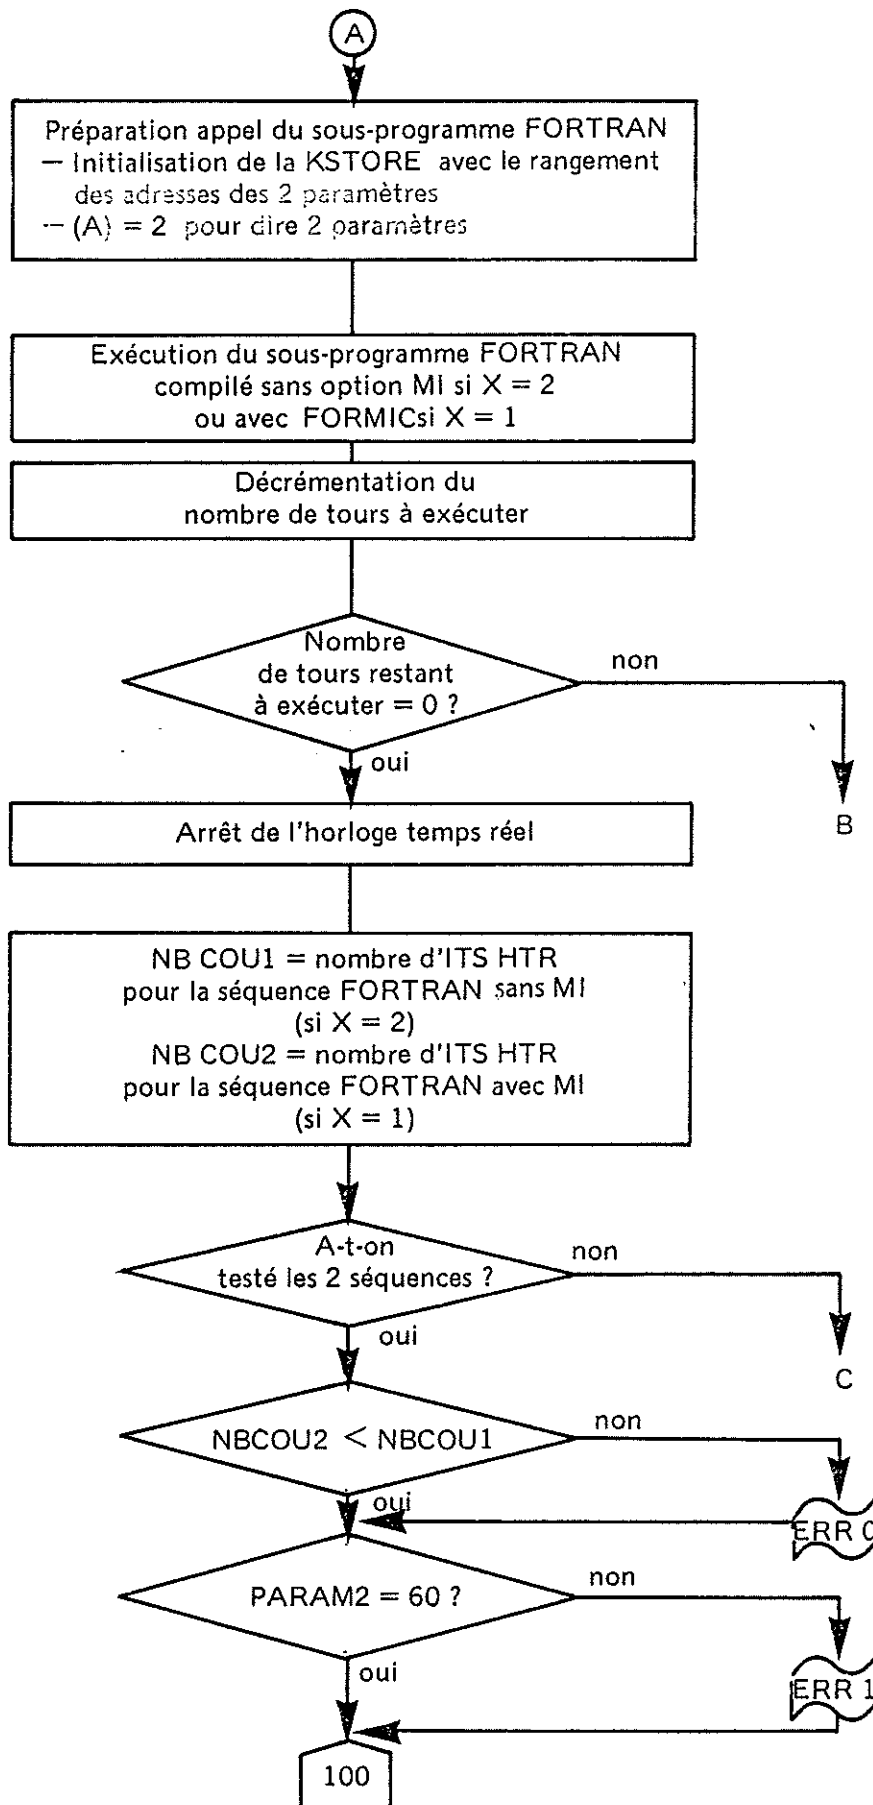 A
Préparation appel du sous-programme FORTRAN
— Initialisation de la KSTORE avec le rangement
des adresses des 2 paramètres
— (A) = 2 pour dire 2 paramètres
Exécution du sous-programme FORTRAN
compilé sans option MI si X = 2
ou avec FORMICsi X = 1
Décrémentation du
nombre de tours à exécuter
Nombre
de tours restant
à exécuter = 0 ?
non
oui
B
Arrêt de l'horloge temps réel
NB COU1 = nombre d'ITS HTR
pour la séquence FORTRAN sans MI
(si X = 2)
NB COU2 = nombre d'ITS HTR
pour la séquence FORTRAN avec MI
(si X = 1)
A-t-on
testé les 2 séquences ?
non
oui
C
NBCOU2 < NBCOU1
non
oui
ERR 0
PARAM2 = 60 ?
non
oui
ERR 1
100